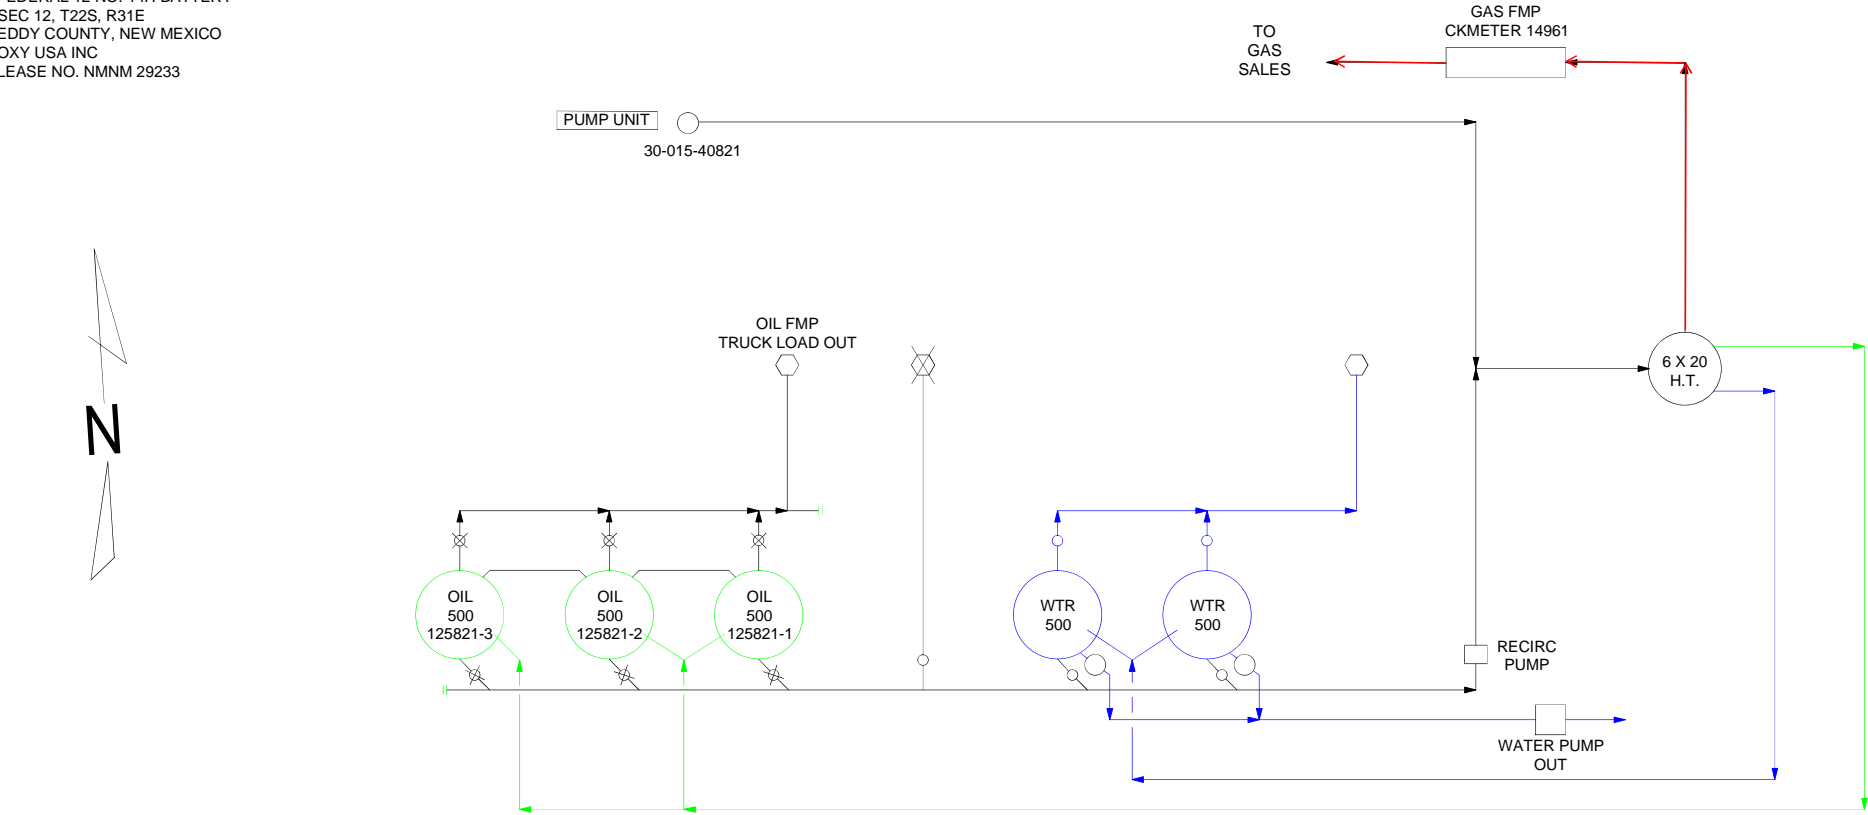 SEC 12, T22S, R31E
EDDY COUNTY, NEW MEXICO
OXY USA INC
LEASE NO. NMNM 29233
GAS FMP
CKMETER 14961
TO
GAS
SALES
PUMP UNIT
30-015-40821
OIL FMP
TRUCK LOAD OUT
6 X 20
H.T.
N
OIL
500
125821-3
OIL
500
125821-2
OIL
500
125821-1
WTR
500
WTR
500
RECIRC
PUMP
WATER PUMP
OUT